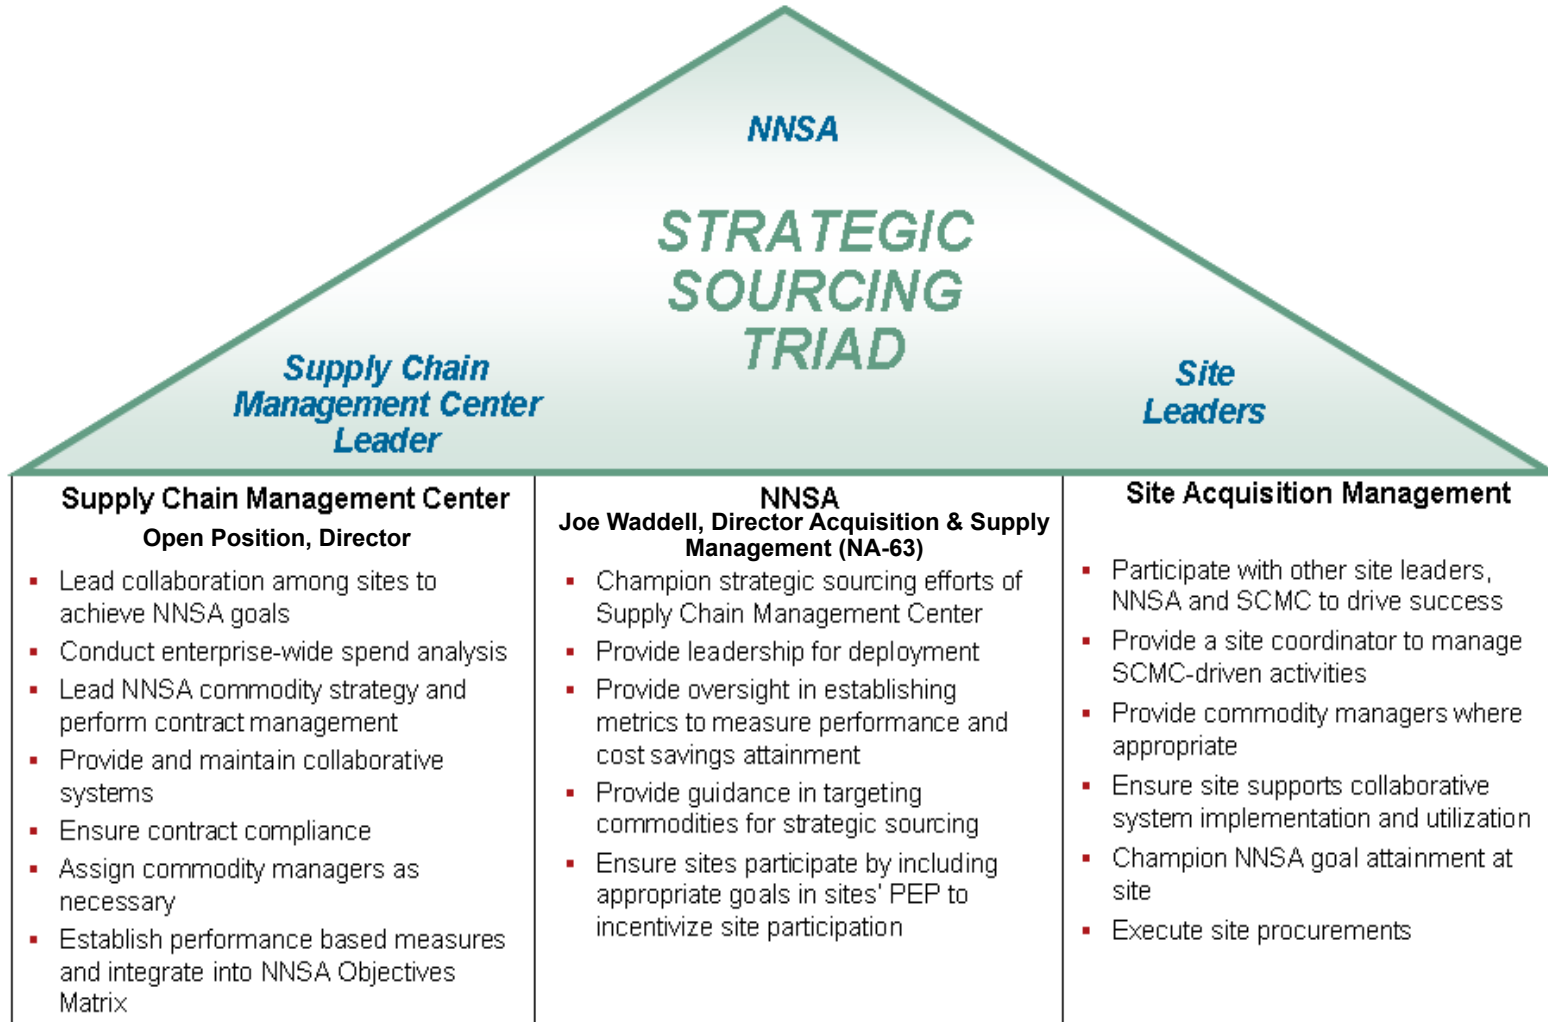 NNSA
STRATEGIC
SOURCING
TRIAD
Supply Chain
Management Center
Leader
Site
Leaders
Supply Chain Management Center
Open Position, Director
▪ Lead collaboration among sites to
achieve NNSA goals
▪ Conduct enterprise-wide spend analysis
▪ Lead NNSA commodity strategy and
perform contract management
▪ Provide and maintain collaborative
systems
▪ Ensure contract compliance
▪ Assign commodity managers as
necessary
▪ Establish performance based measures
and integrate into NNSA Objectives
Matrix
NNSA
Joe Waddell, Director Acquisition & Supply
Management (NA-63)
▪ Champion strategic sourcing efforts of
Supply Chain Management Center
▪ Provide leadership for deployment
▪ Provide oversight in establishing
metrics to measure performance and
cost savings attainment
▪ Provide guidance in targeting
commodities for strategic sourcing
▪ Ensure sites participate by including
appropriate goals in sites' PEP to
incentivize site participation
Site Acquisition Management
▪ Participate with other site leaders,
NNSA and SCMC to drive success
▪ Provide a site coordinator to manage
SCMC-driven activities
▪ Provide commodity managers where
appropriate
▪ Ensure site supports collaborative
system implementation and utilization
▪ Champion NNSA goal attainment at
site
▪ Execute site procurements